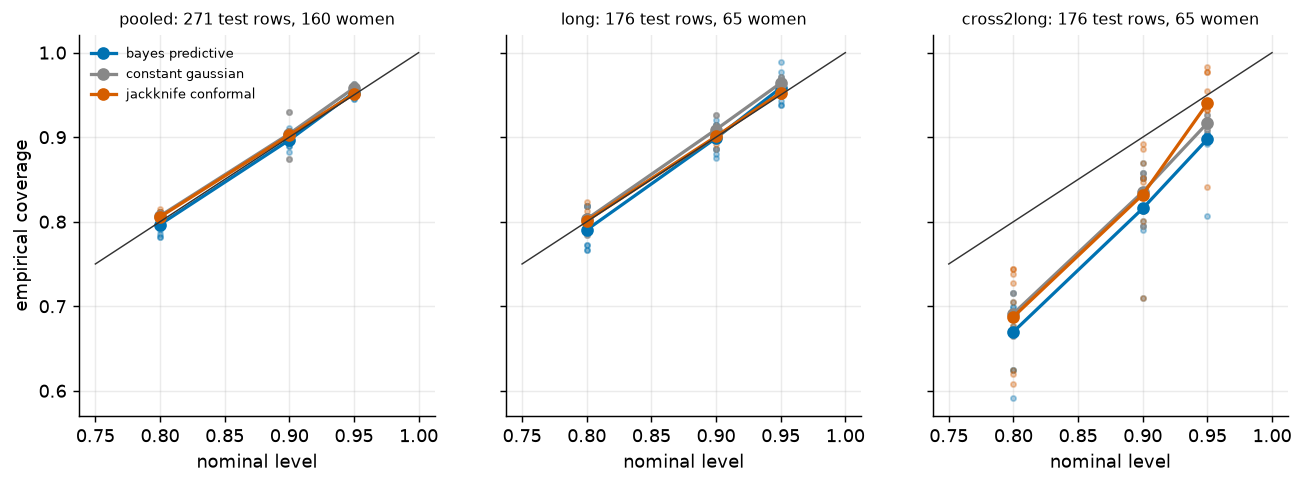 pooled: 271 test rows, 160 women
long: 176 test rows, 65 women
cross2long: 176 test rows, 65 women
bayes predictive
constant gaussian
jackknife conformal
empirical coverage
1.0
0.9
0.8
0.7
0.6
0.75 0.80 0.85 0.90 0.95 1.00
0.75 0.80 0.85 0.90 0.95 1.00
0.75 0.80 0.85 0.90 0.95 1.00
nominal level
nominal level
nominal level